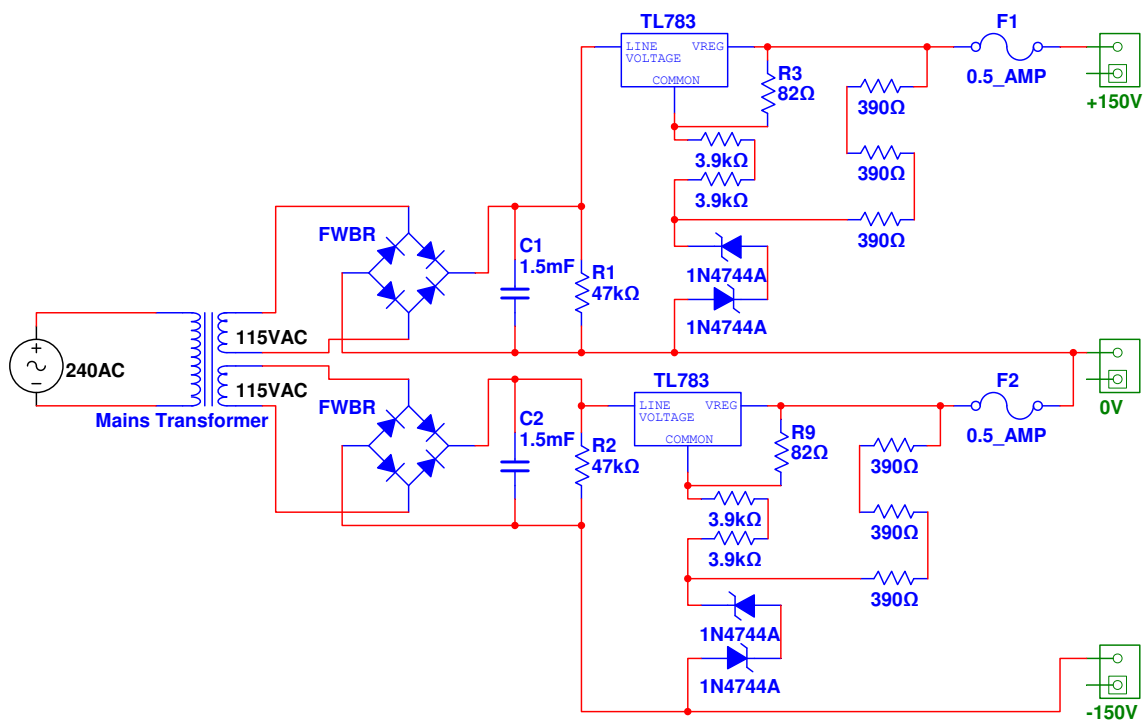 TL783
LINE VOLTAGE
VREG
COMMON
F1
0.5_AMP
+150V
R3
82Ω
390Ω
3.9kΩ
390Ω
3.9kΩ
390Ω
FWBR
C1
1.5mF
R1
47kΩ
1N4744A
1N4744A
240AC
115VAC
115VAC
Mains Transformer
0V
TL783
LINE VOLTAGE
VREG
COMMON
F2
0.5_AMP
FWBR
C2
1.5mF
R2
47kΩ
R9
82Ω
390Ω
3.9kΩ
390Ω
3.9kΩ
390Ω
1N4744A
1N4744A
-150V